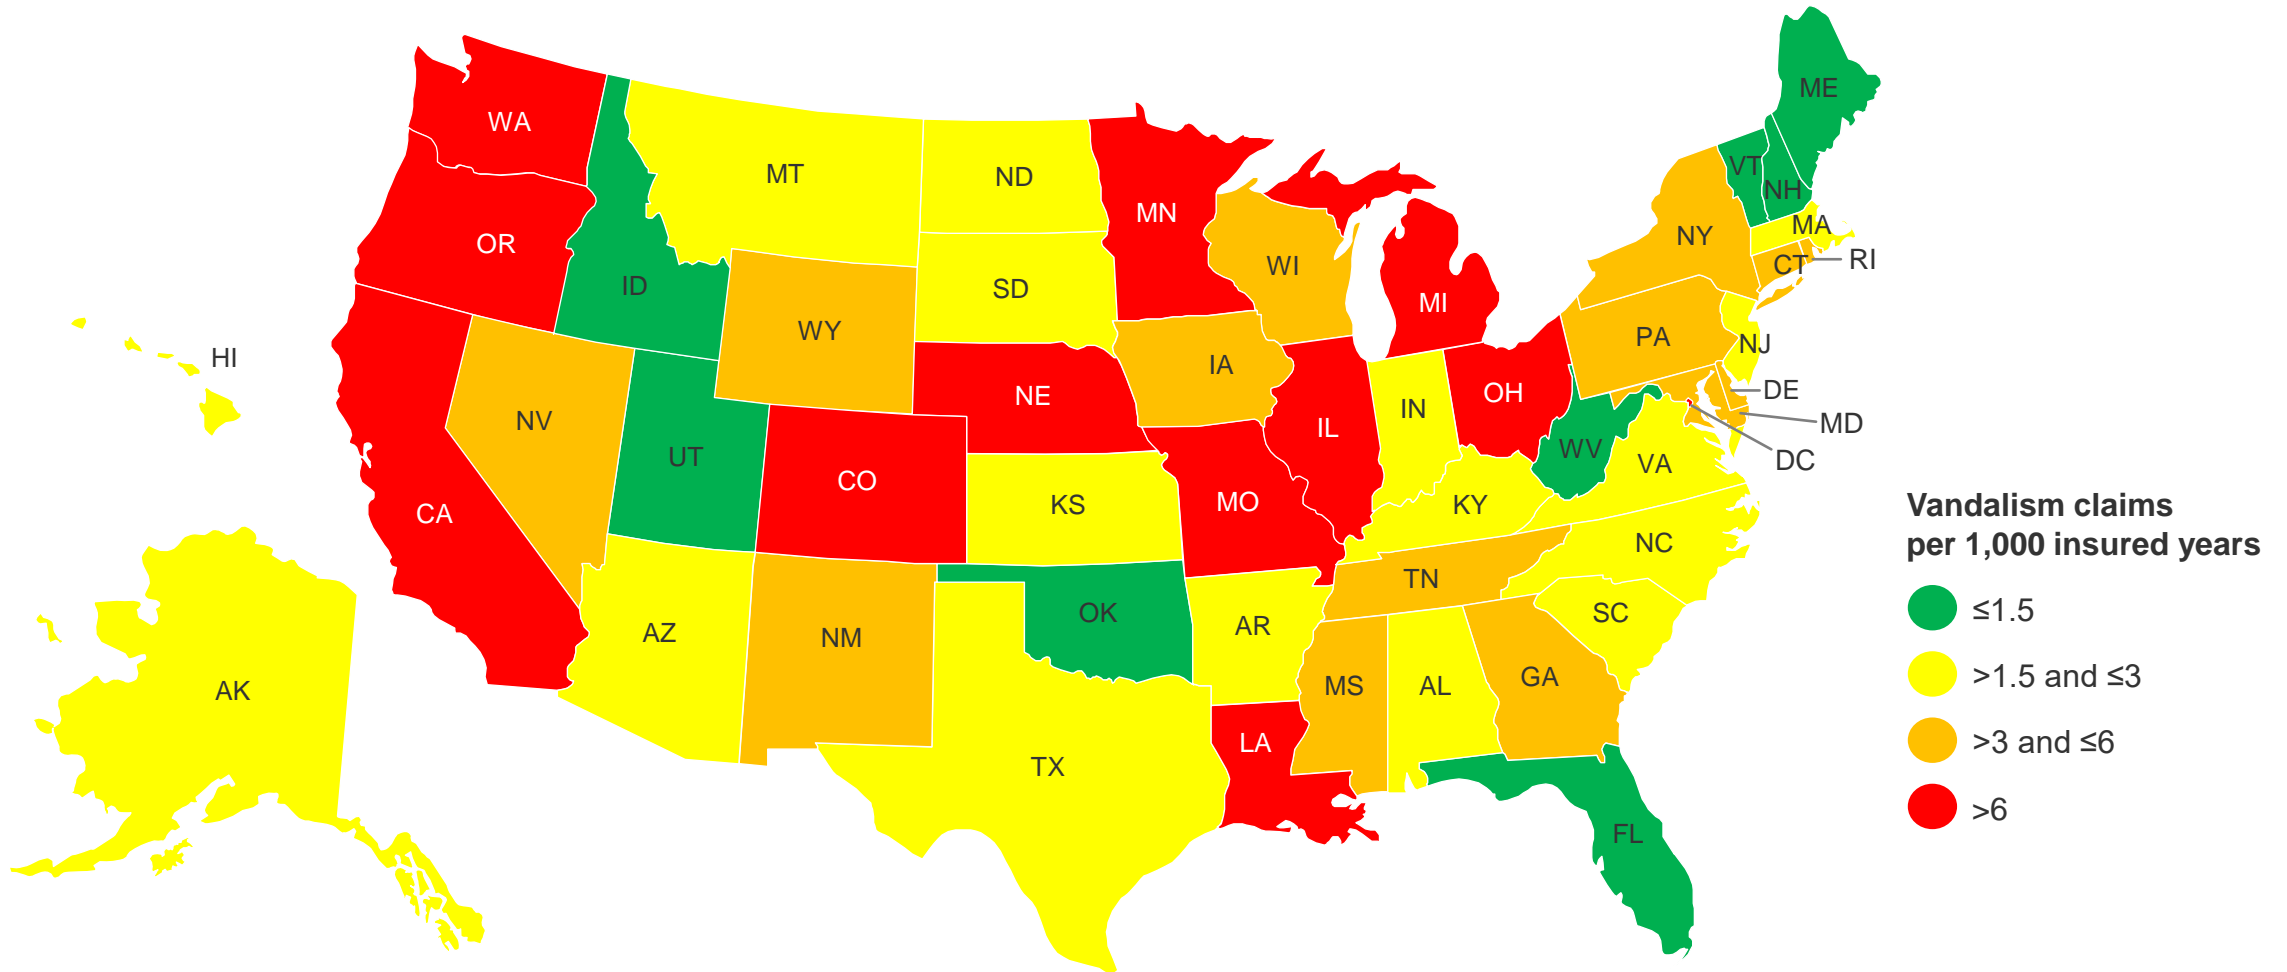 ME
WA
VT
MT
ND
NH
MN
MA
NY
OR
CT
RI
WI
ID
SD
MI
WY
PA
NJ
HI
IA
DE
NE
OH
IN
NV
MD
IL
WV
UT
DC
VA
CO
KS
MO
KY
CA
Vandalism claims
per 1,000 insured years
NC
TN
≤1.5
OK
SC
AR
AZ
NM
>1.5 and ≤3
GA
MS
AL
AK
>3 and ≤6
LA
TX
>6
FL